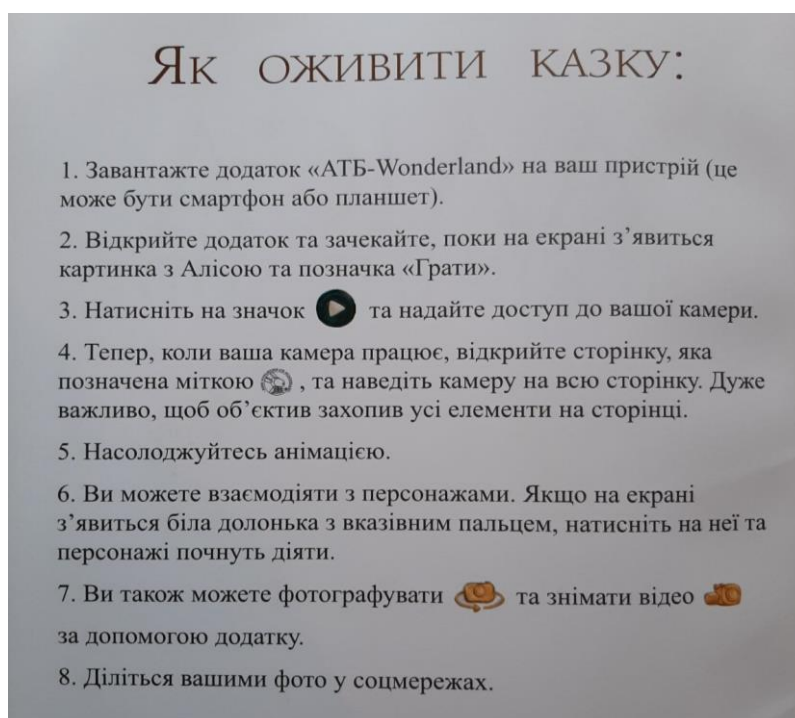 Як оживити казку:
1. Завантажте додаток «АТБ-Wonderland» на ваш пристрій (це
може бути смартфон або планшет).
2. Відкрийте додаток та зачекайте, поки на екрані з’явиться
картинка з Алісою та позначка «Грати».
3. Натисніть на значок та надайте доступ до вашої камери.
4. Тепер, коли ваша камера працює, відкрийте сторінку, яка
позначена міткою , та наведіть камеру на всю сторінку. Дуже
важливо, щоб об’єктив захопив усі елементи на сторінці.
5. Насолоджуйтесь анімацією.
6. Ви можете взаємодіяти з персонажами. Якщо на екрані
з’явиться біла долонька з вказівним пальцем, натисніть на неї та
персонажі почнуть діяти.
7. Ви також можете фотографувати та знімати відео
за допомогою додатку.
8. Діліться вашими фото у соцмережах.